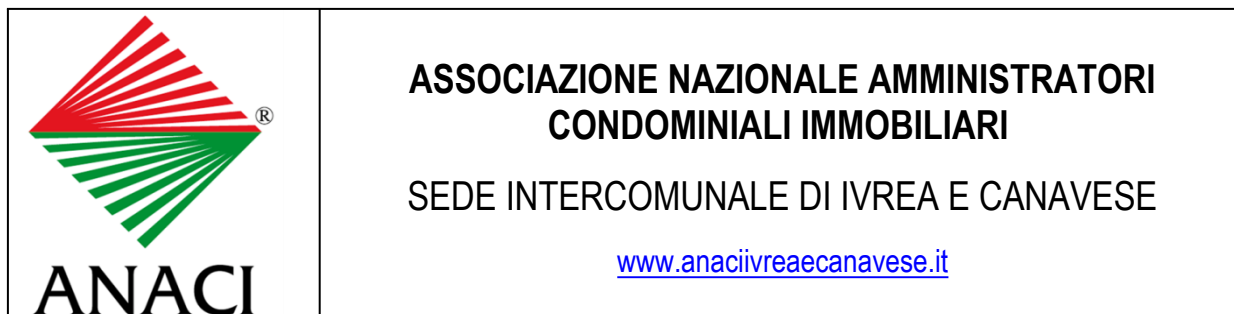 ®
ANACI
ASSOCIAZIONE NAZIONALE AMMINISTRATORI
CONDOMINIALI IMMOBILIARI
SEDE INTERCOMUNALE DI IVREA E CANAVESE
www.anaciivreaecanavese.it